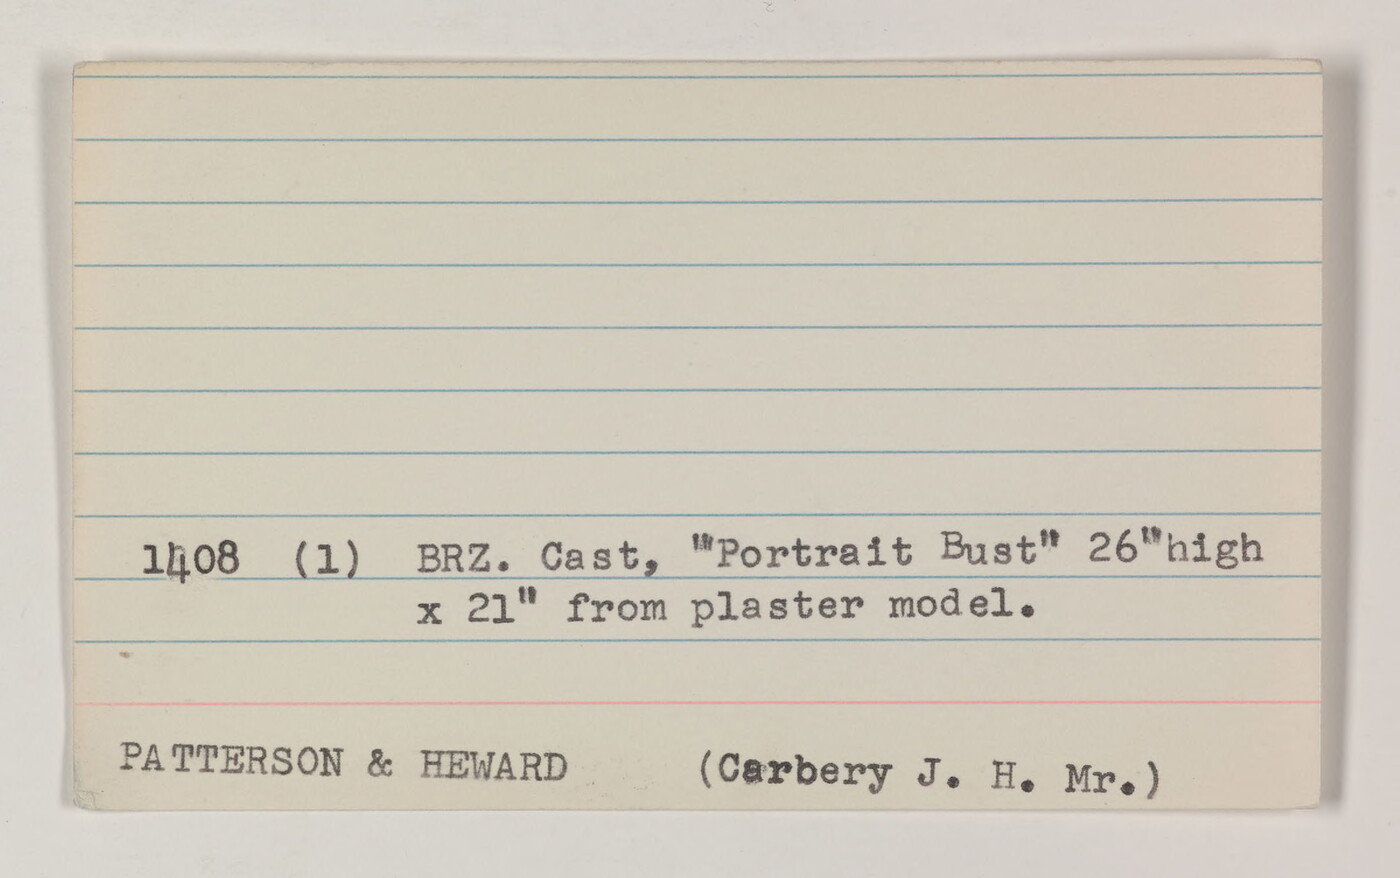 1408 (1) BRZ. Cast, "Portrait Bust" 26"high
x 21" from plaster model.
PATTERSON & HEWARD (Carbery J. H. Mr.)